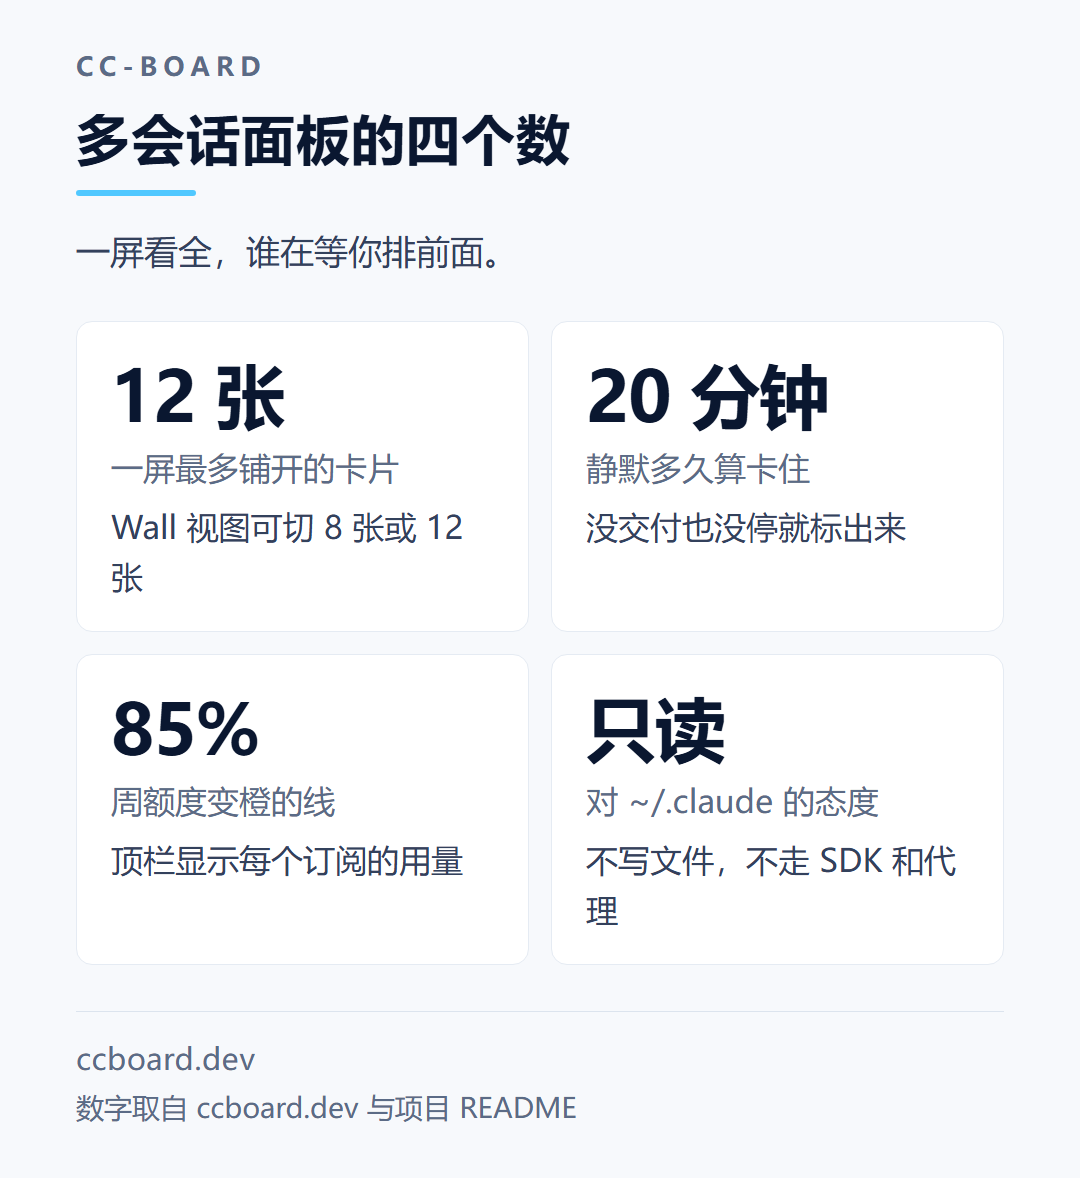 CC-BOARD
多会话面板的四个数
一屏看全，谁在等你排前面。
12 张
一屏最多铺开的卡片
Wall 视图可切 8 张或 12
张
20 分钟
静默多久算卡住
没交付也没停就标出来
85%
周额度变橙的线
顶栏显示每个订阅的用量
只读
对 ~/.claude 的态度
不写文件，不走 SDK 和代
理
ccboard.dev
数字取自 ccboard.dev 与项目 README